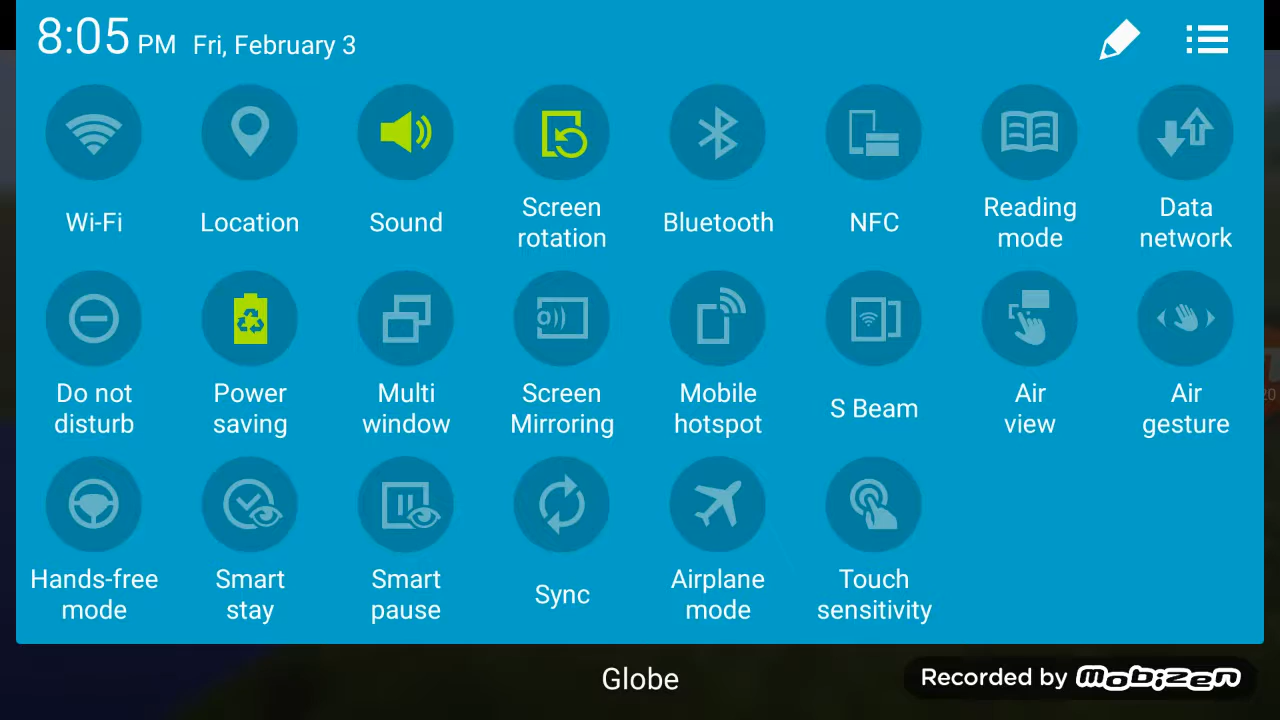 8:05 PM Fri, February 3
Wi-Fi
Location
Sound
Screen
rotation
Bluetooth
NFC
Reading
mode
Data
network
Do not
disturb
Power
saving
Multi
window
Screen
Mirroring
Mobile
hotspot
S Beam
Air
view
Air
gesture
Hands-free
mode
Smart
stay
Smart
pause
Sync
Airplane
mode
Touch
sensitivity
20
Globe
Recorded by mobizen